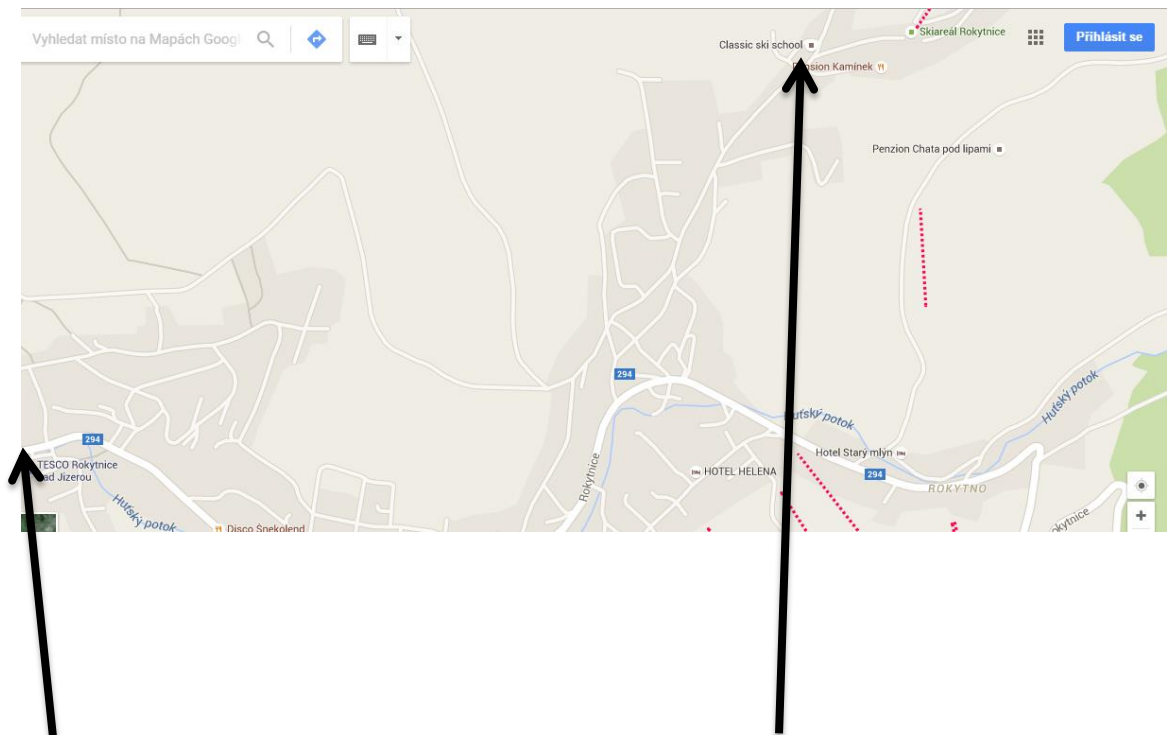 Vyhledat místo na Mapách Googl
Přihlásit se
Skiareál Rokytnice
Classic ski school
Pension Kamínek
Penzion Chata pod lipami
294
Huťský potok
Huťský potok
294
TESCO Rokytnice
nad Jizerou
Hotel Starý mlýn
HOTEL HELENA
294
ROKYTNO
Rokytnice
Huťský potok
Disco Šnekolend
Rokytnice